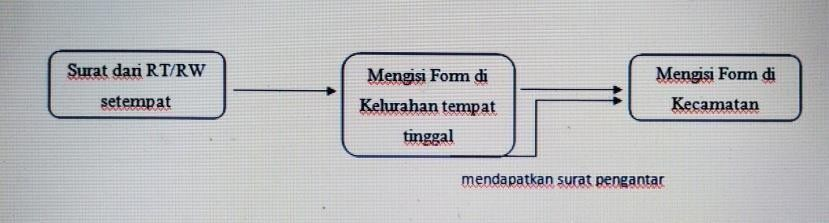 Surat dari RT/RW
setempat
Mengisi Form di
Kelurahan tempat
tinggal
Mengisi Form di
Kecamatan
mendapatkan surat pengantar